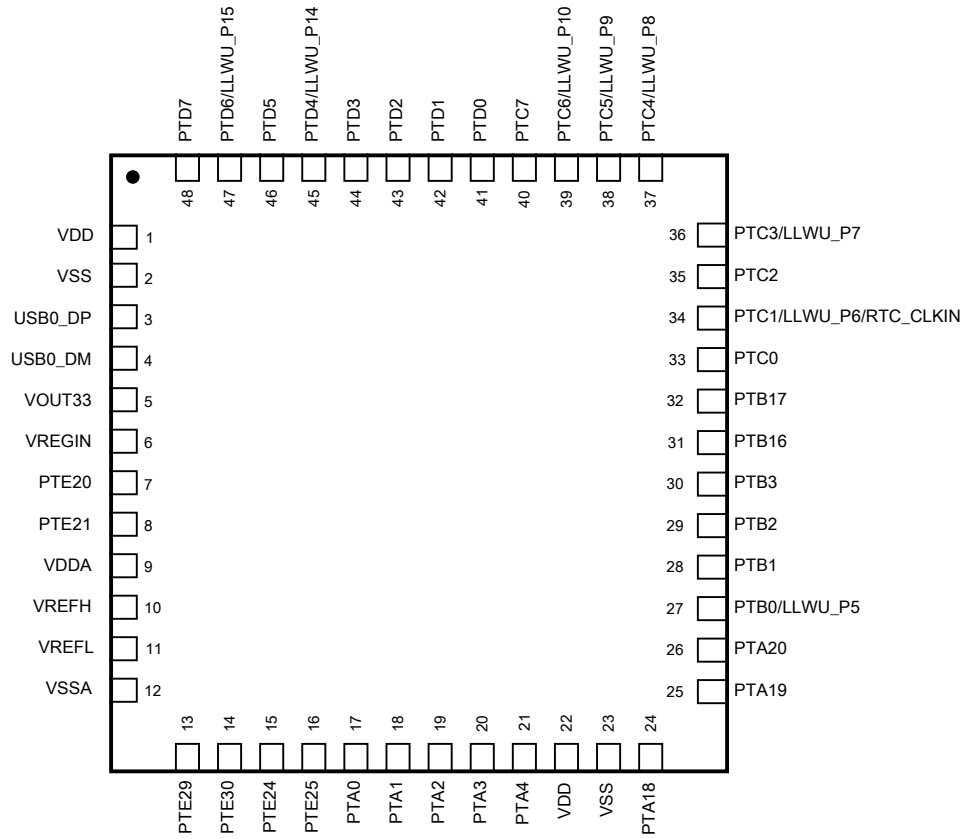 PTD7
PTD6/LLWU_P15
PTD5
PTD4/LLWU_P14
PTD3
PTD2
PTD1
PTD0
PTC7
PTC6/LLWU_P10
PTC5/LLWU_P9
PTC4/LLWU_P8
48
47
46
45
44
43
42
41
40
39
38
37
VDD 1
VSS 2
USB0_DP 3
USB0_DM 4
VOUT33 5
VREGIN 6
PTE20 7
PTE21 8
VDDA 9
VREFH 10
VREFL 11
VSSA 12
36 PTC3/LLWU_P7
35 PTC2
34 PTC1/LLWU_P6/RTC_CLKIN
33 PTC0
32 PTB17
31 PTB16
30 PTB3
29 PTB2
28 PTB1
27 PTB0/LLWU_P5
26 PTA20
25 PTA19
13
14
15
16
17
18
19
20
21
22
23
24
PTE29
PTE30
PTE24
PTE25
PTA0
PTA1
PTA2
PTA3
PTA4
VDD
VSS
PTA18